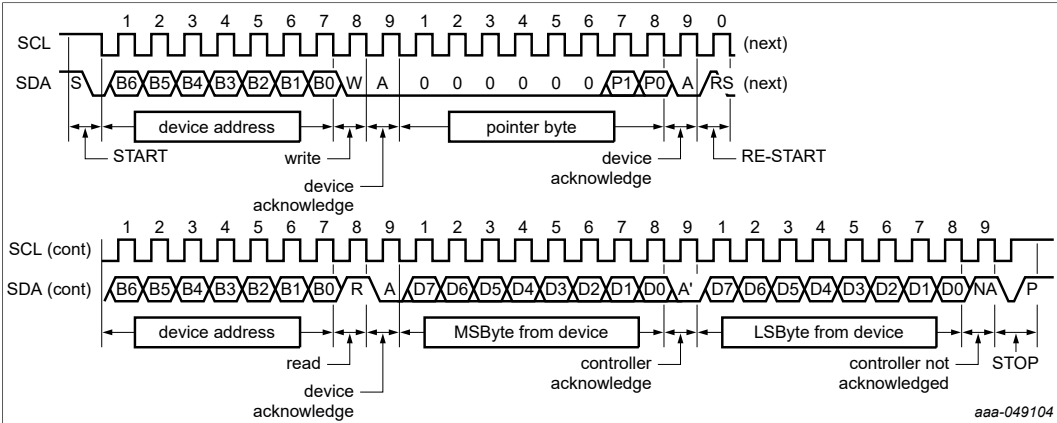 1 2 3 4 5 6 7 8 9 1 2 3 4 5 6 7 8 9 0
SCL (next)
SDA S B6 B5 B4 B3 B2 B1 B0 W A 0 0 0 0 0 0 P1 P0 A RS (next)
device address pointer byte
START write device RE-START
device acknowledge
acknowledge
1 2 3 4 5 6 7 8 9 1 2 3 4 5 6 7 8 9 1 2 3 4 5 6 7 8 9
SCL (cont)
SDA (cont) B6 B5 B4 B3 B2 B1 B0 R A D7 D6 D5 D4 D3 D2 D1 D0 A' D7 D6 D5 D4 D3 D2 D1 D0 NA P
device address MSByte from device LSByte from device
read controller controller not STOP
device acknowledge acknowledged
acknowledge
aaa-049104